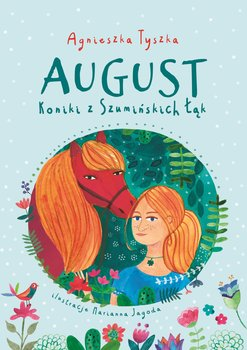 Agnieszka Tyszka
AUGUST
Koniki z Szumińskich Łąk
ilustracje Marianna Jagoda